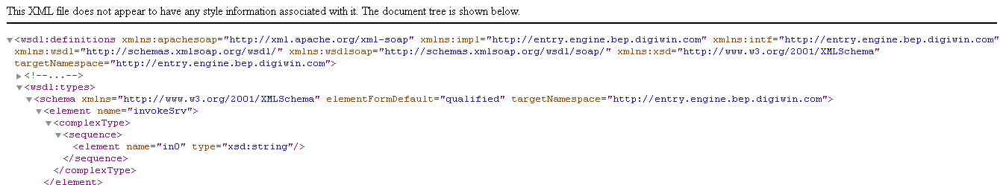 This XML file does not appear to have any style information associated with it. The document tree is shown below.
▼<wsdl:definitions xmlns:apachesoap="http://xml.apache.org/xml-soap" xmlns:impl="http://entry.engine.bep.digiwin.com" xmlns:intf="http://entry.engine.bep.digiwin.com"
xmlns:wsdl="http://schemas.xmlsoap.org/wsdl/" xmlns:wsdlsoap="http://schemas.xmlsoap.org/wsdl/soap/" xmlns:xsd="http://www.w3.org/2001/XMLSchema"
targetNamespace="http://entry.engine.bep.digiwin.com">
▶<!--...-->
▼<wsdl:types>
▼<schema xmlns="http://www.w3.org/2001/XMLSchema" elementFormDefault="qualified" targetNamespace="http://entry.engine.bep.digiwin.com">
▼<element name="invokeSrv">
▼<complexType>
▼<sequence>
<element name="in0" type="xsd:string"/>
</sequence>
</complexType>
</element>